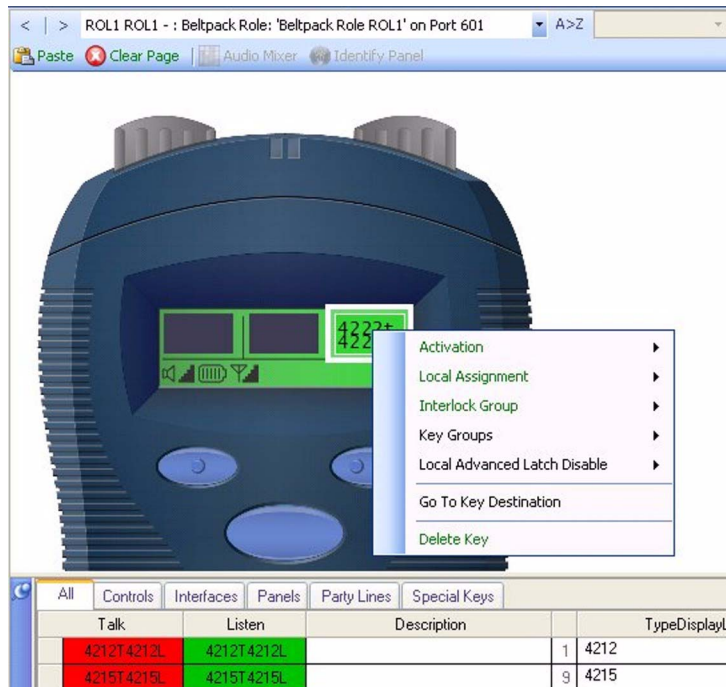 < | > ROL1 ROL1 - : Beltpack Role: 'Beltpack Role ROL1' on Port 601 A>Z
Paste Clear Page Audio Mixer Identify Panel
Activation
Local Assignment
Interlock Group
Key Groups
Local Advanced Latch Disable
Go To Key Destination
Delete Key
All Controls Interfaces Panels Party Lines Special Keys
Talk Listen Description TypeDisplayL
4212T4212L 4212T4212L 1 4212
4215T4215L 4215T4215L 9 4215